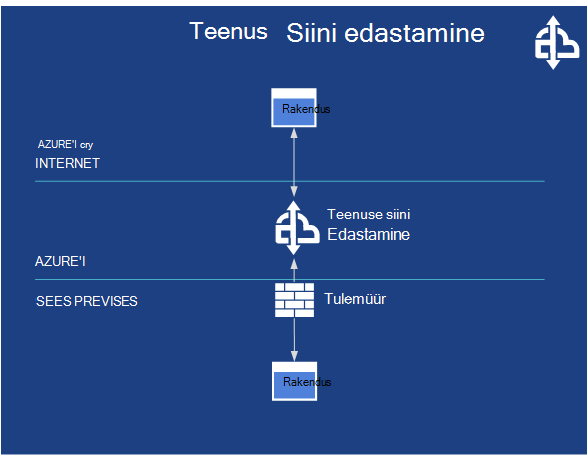 Teenus Siini edastamine
Rakendus
AZURE'I cry
INTERNET
Teenuse siini
Edastamine
AZURE'I
SEES PREVISES
Tulemüür
Rakendus